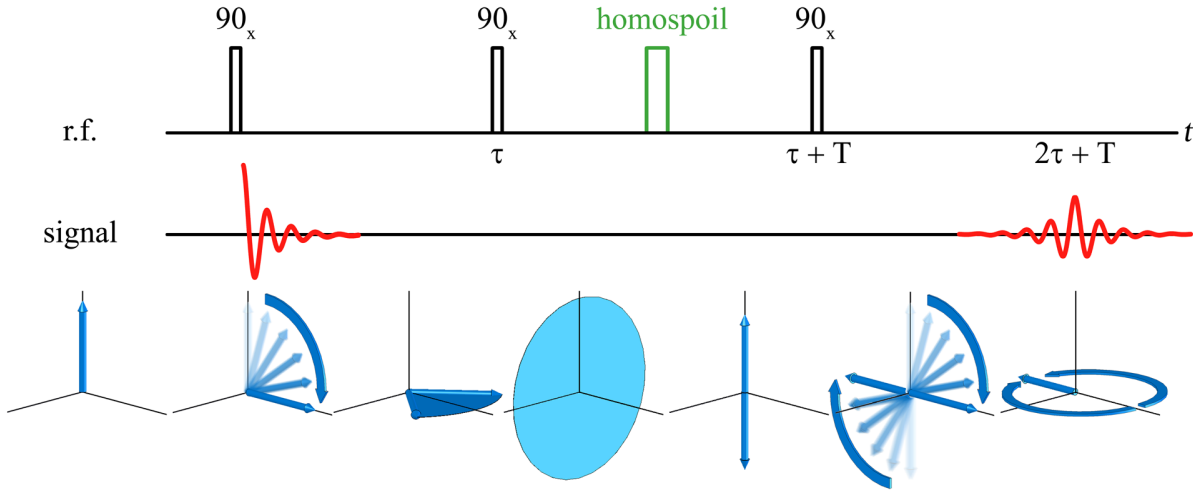 90x 90x homospoil 90x
r.f.
t
τ τ + T 2τ + T
signal